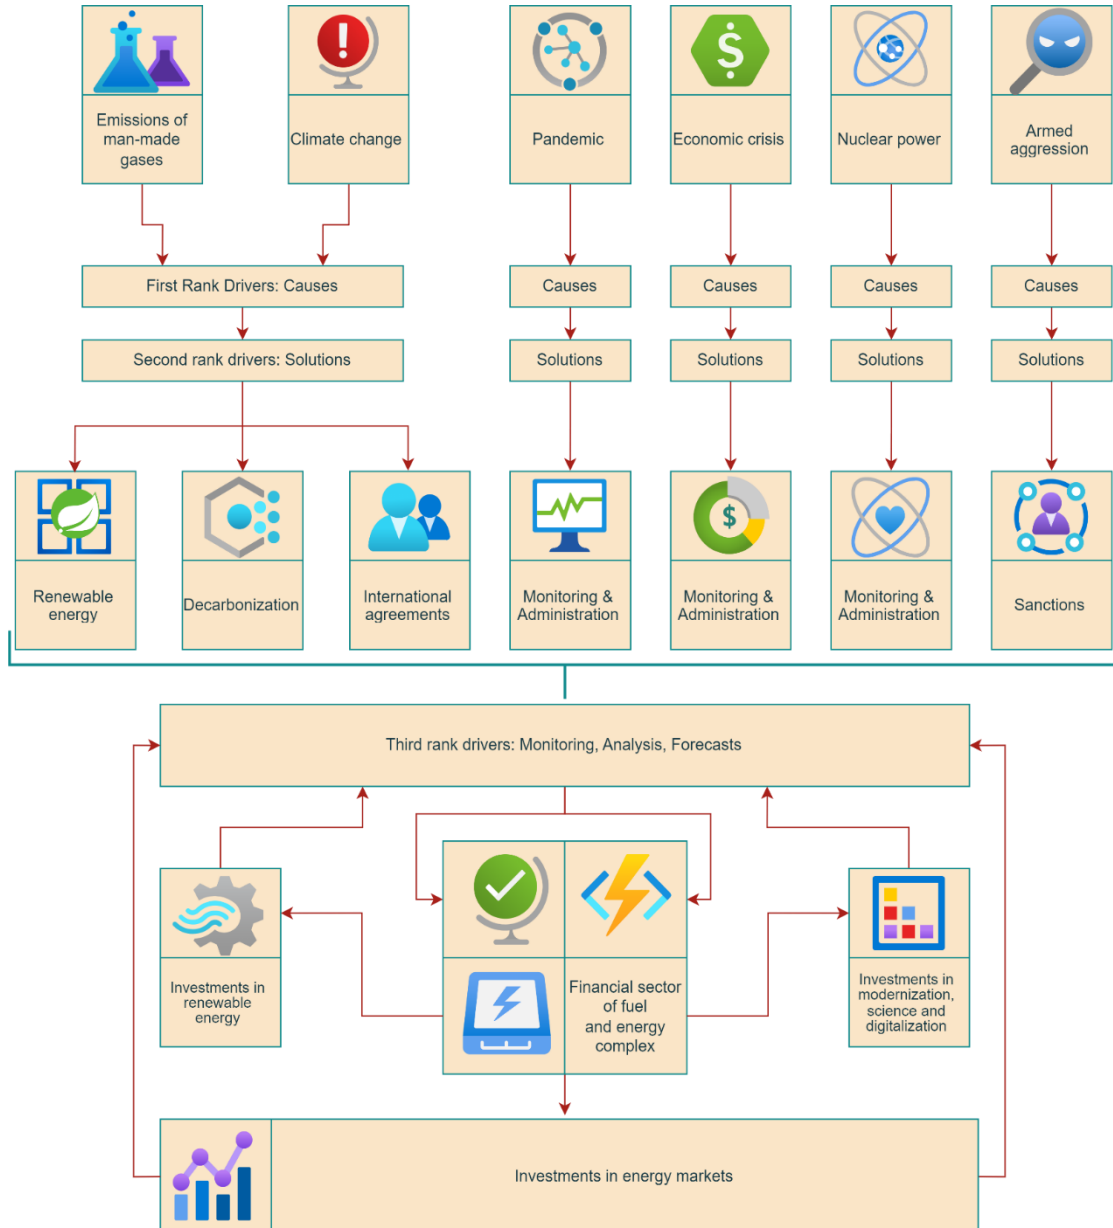 Emissions of
man-made
gases
Climate change
Pandemic
Economic crisis
Nuclear power
Armed
aggression
First Rank Drivers: Causes
Causes
Causes
Causes
Causes
Second rank drivers: Solutions
Solutions
Solutions
Solutions
Solutions
Renewable
energy
Decarbonization
International
agreements
Monitoring &
Administration
Monitoring &
Administration
Monitoring &
Administration
Sanctions
Third rank drivers: Monitoring, Analysis, Forecasts
Investments in
renewable
energy
Financial sector
of fuel
and energy
complex
Investments in
modernization,
science and
digitalization
Investments in energy markets